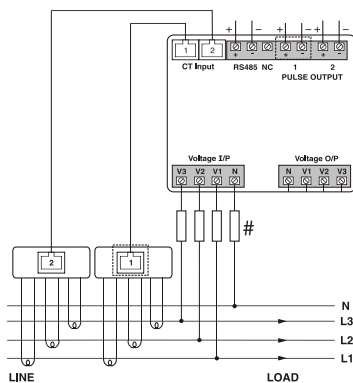 + − + − + −
1 2
+ − + − + −
CT Input RS485 NC 1 2
PULSE OUTPUT
Voltage I/P Voltage O/P
V3 V2 V1 N N V1 V2 V3
#
2 1
N
L3
L2
L1
LINE LOAD